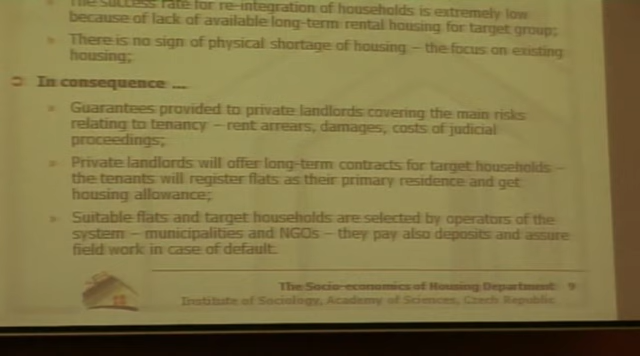 The success rate for re-integration of households is extremely low
because of lack of available long-term rental housing for target group;
» There is no sign of physical shortage of housing – the focus on existing
housing;
In consequence ...
» Guarantees provided to private landlords covering the main risks
relating to tenancy – rent arrears, damages, costs of judicial
proceedings;
» Private landlords will offer long-term contracts for target households –
the tenants will register flats as their primary residence and get
housing allowance;
» Suitable flats and target households are selected by operators of the
system – municipalities and NGOs – they pay also deposits and assure
field work in case of default.
The Socio-economics of Housing Department 9
Institute of Sociology, Academy of Sciences, Czech Republic